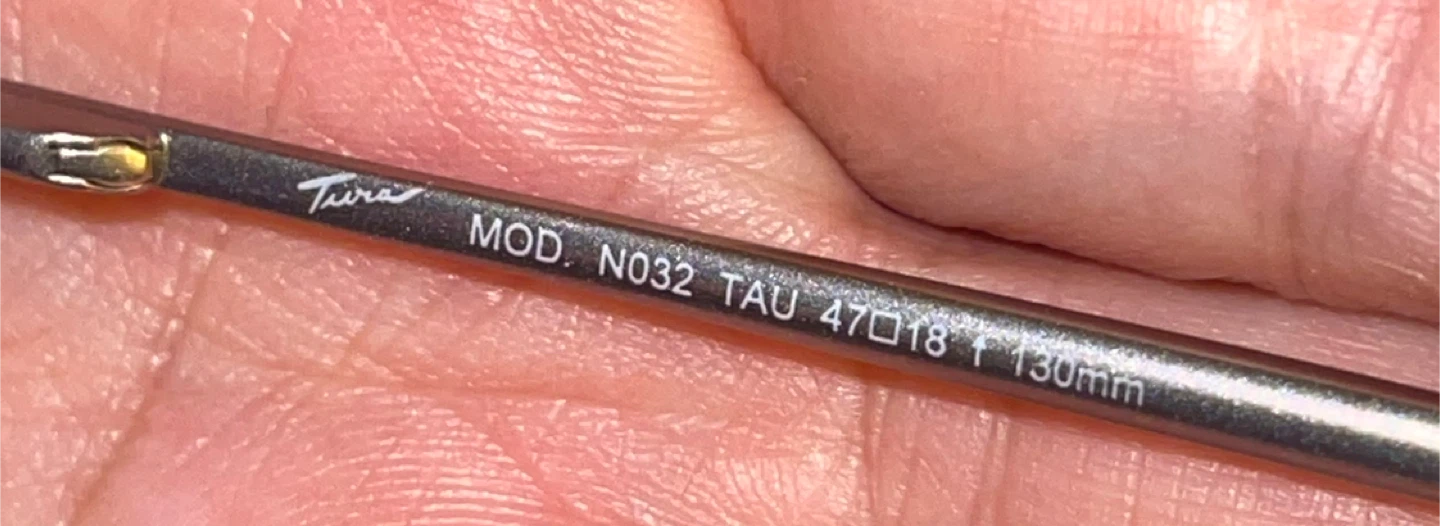 Tura MOD. N032 TAU 47□18 ↑ 130mm